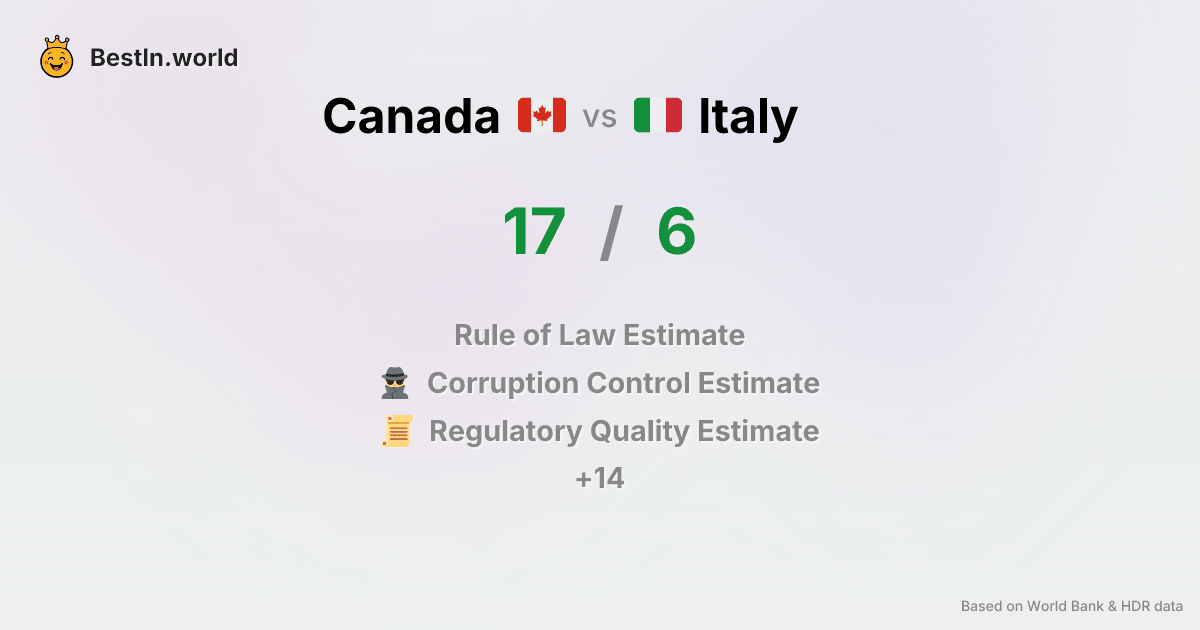 BestIn.world
Canada vs Italy
17 / 6
Rule of Law Estimate
Corruption Control Estimate
Regulatory Quality Estimate
+14
Based on World Bank & HDR data